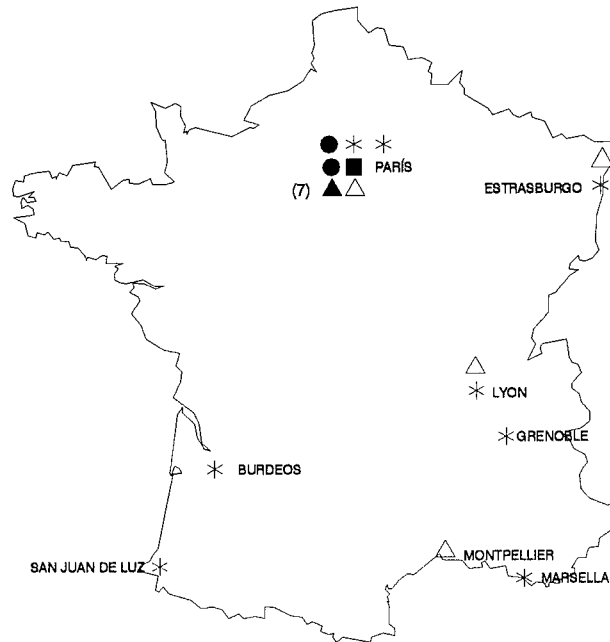 PARÍS
(7)
ESTRASBURGO
LYON
GRENOBLE
BURDEOS
MONTPELLIER
SAN JUAN DE LUZ
MARSELLA